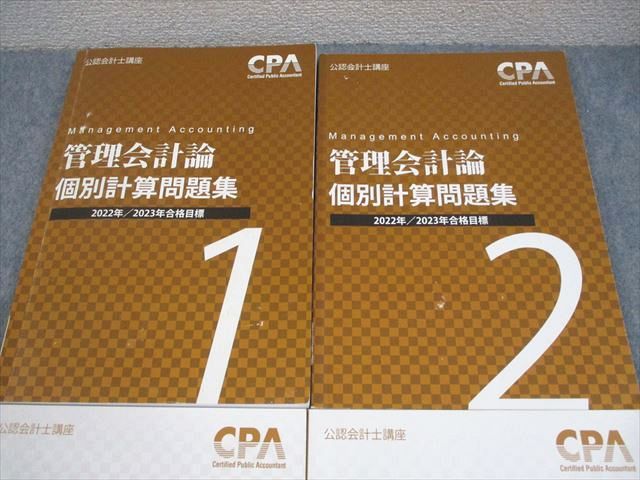 公認会計士講座
CPA
Certified Public Accountant
Management Accounting
管理会計論
個別計算問題集
2022年／2023年合格目標
1
公認会計士講座
CPA
Certified Public Accountant
Management Accounting
管理会計論
個別計算問題集
2022年／2023年合格目標
2
公認会計士講座
CPA
Certified Public Accountant
公認会計士講座
CPA
Certified Public Accountant